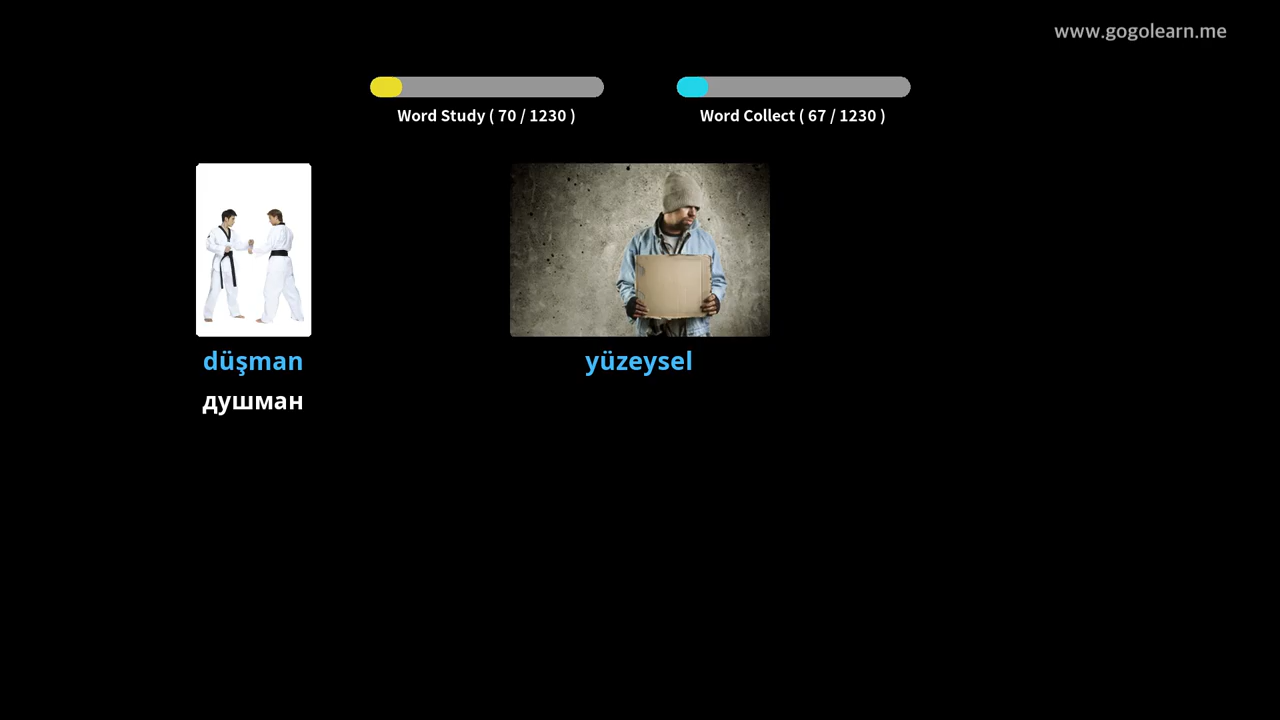 www.gogolearn.me
Word Study ( 70 / 1230 )
Word Collect ( 67 / 1230 )
düşman
yüzeysel
душман